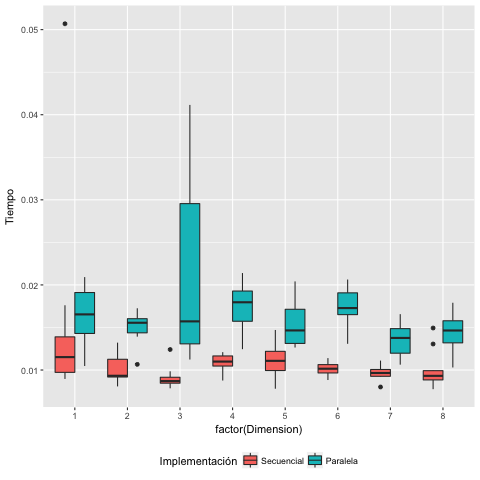 0.05
0.04
0.03
0.02
0.01
Tiempo
1 2 3 4 5 6 7 8
factor(Dimension)
Implementación Secuencial Paralela